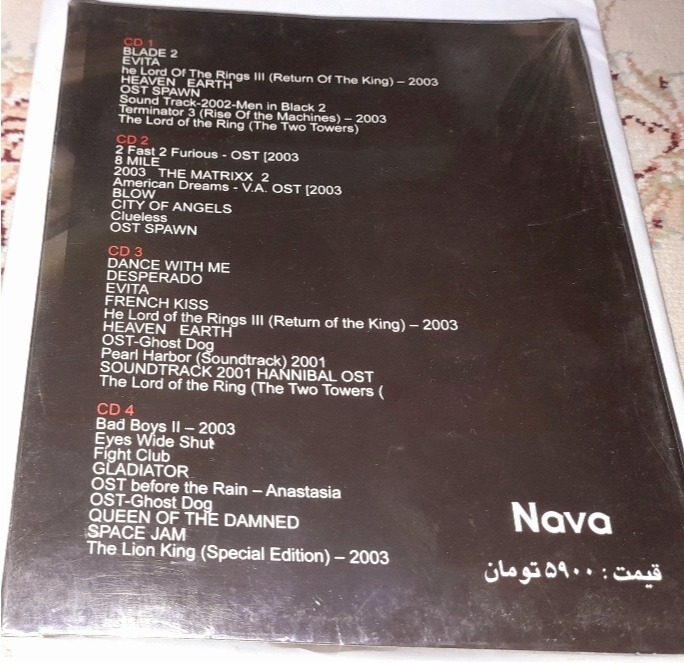 CD 1
BLADE 2
EVITA
he Lord Of The Rings III (Return Of The King) – 2003
HEAVEN EARTH
OST SPAWN
Sound Track-2002-Men in Black 2
Terminator 3 (Rise Of the Machines) – 2003
The Lord of the Ring (The Two Towers)
CD 2
2 Fast 2 Furious - OST [2003
8 MILE
2003 THE MATRIXX 2
American Dreams - V.A. OST [2003
BLOW
CITY OF ANGELS
Clueless
OST SPAWN
CD 3
DANCE WITH ME
DESPERADO
EVITA
FRENCH KISS
He Lord of the Rings III (Return of the King) – 2003
HEAVEN EARTH
OST-Ghost Dog
Pearl Harbor (Soundtrack) 2001
SOUNDTRACK 2001 HANNIBAL OST
The Lord of the Ring (The Two Towers (
CD 4
Bad Boys II – 2003
Eyes Wide Shut
Fight Club
GLADIATOR
OST before the Rain – Anastasia
OST-Ghost Dog
QUEEN OF THE DAMNED
SPACE JAM
The Lion King (Special Edition) – 2003
Nava
قیمت : ۵۹۰۰ تومان